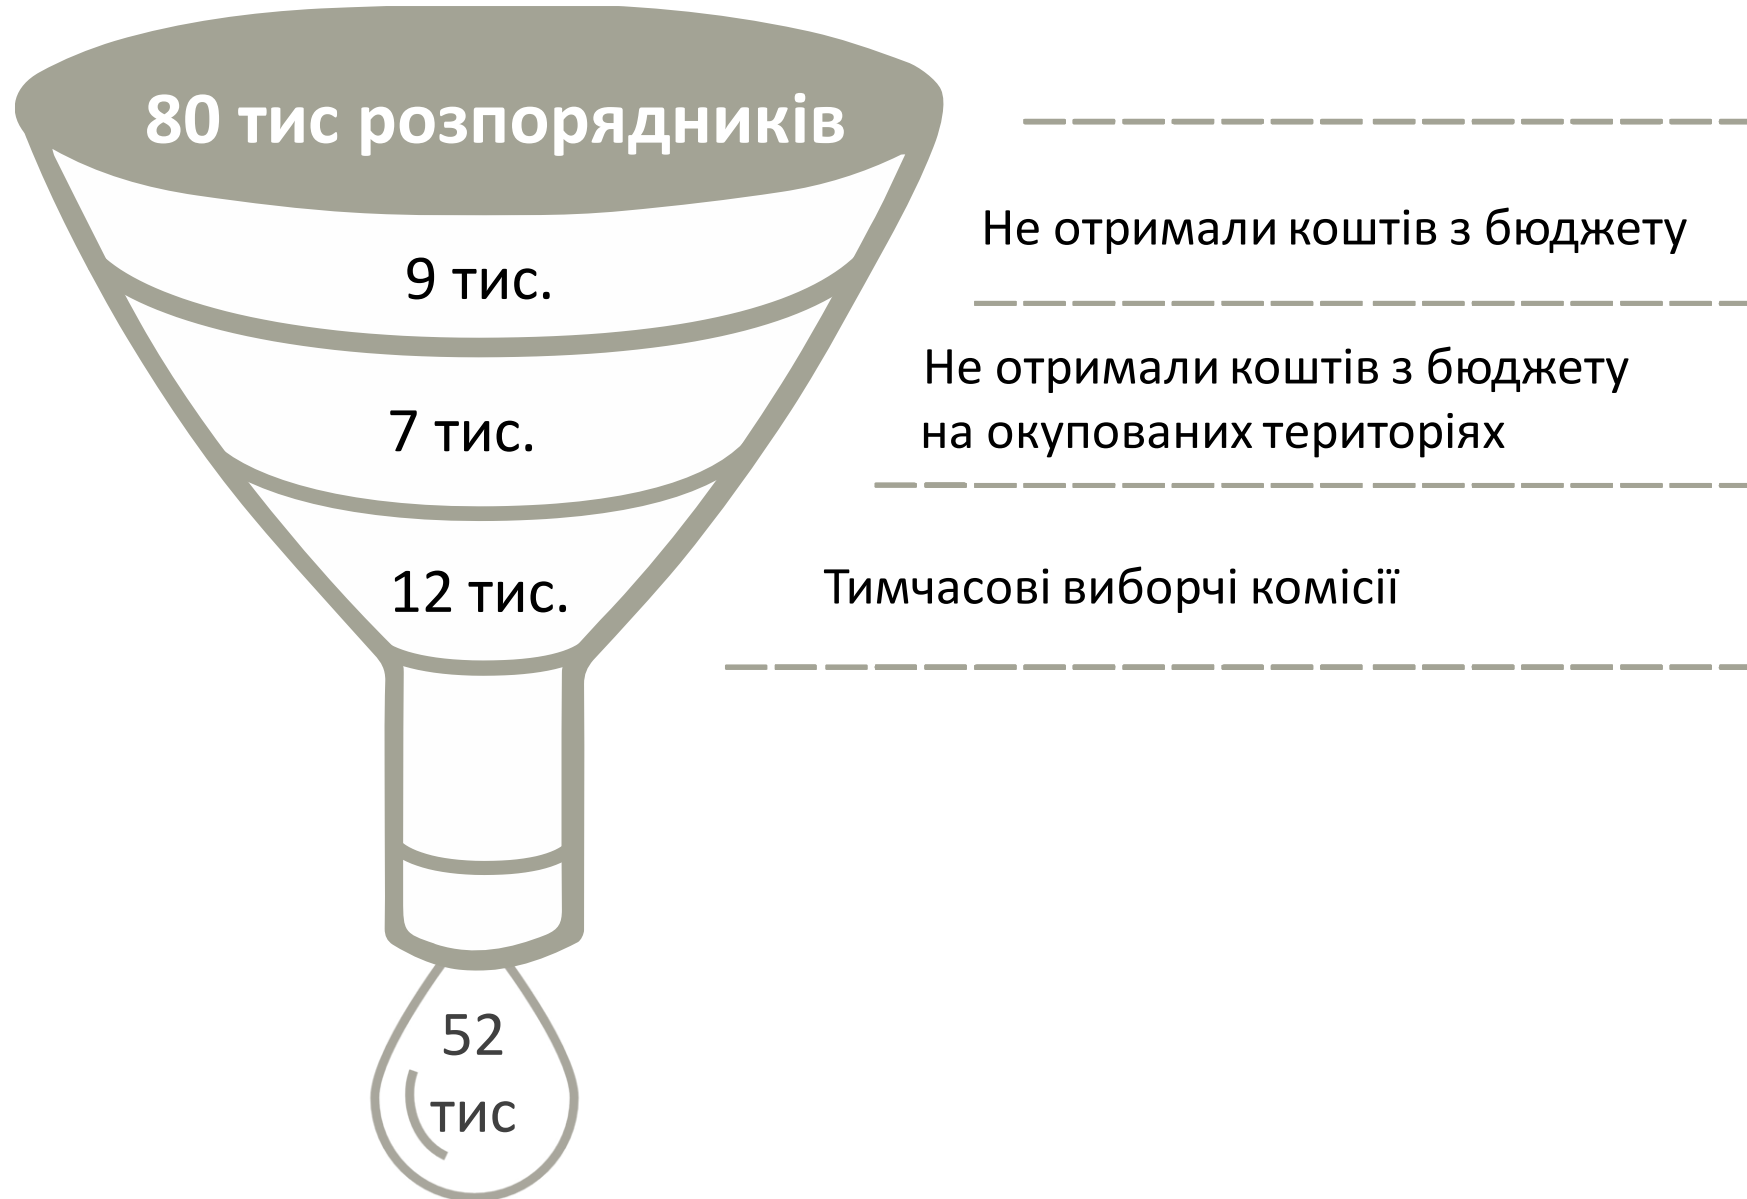 80 тис розпорядників
Не отримали коштів з бюджету
9 тис.
Не отримали коштів з бюджету
на окупованих територіях
7 тис.
12 тис.
Тимчасові виборчі комісії
52
тис